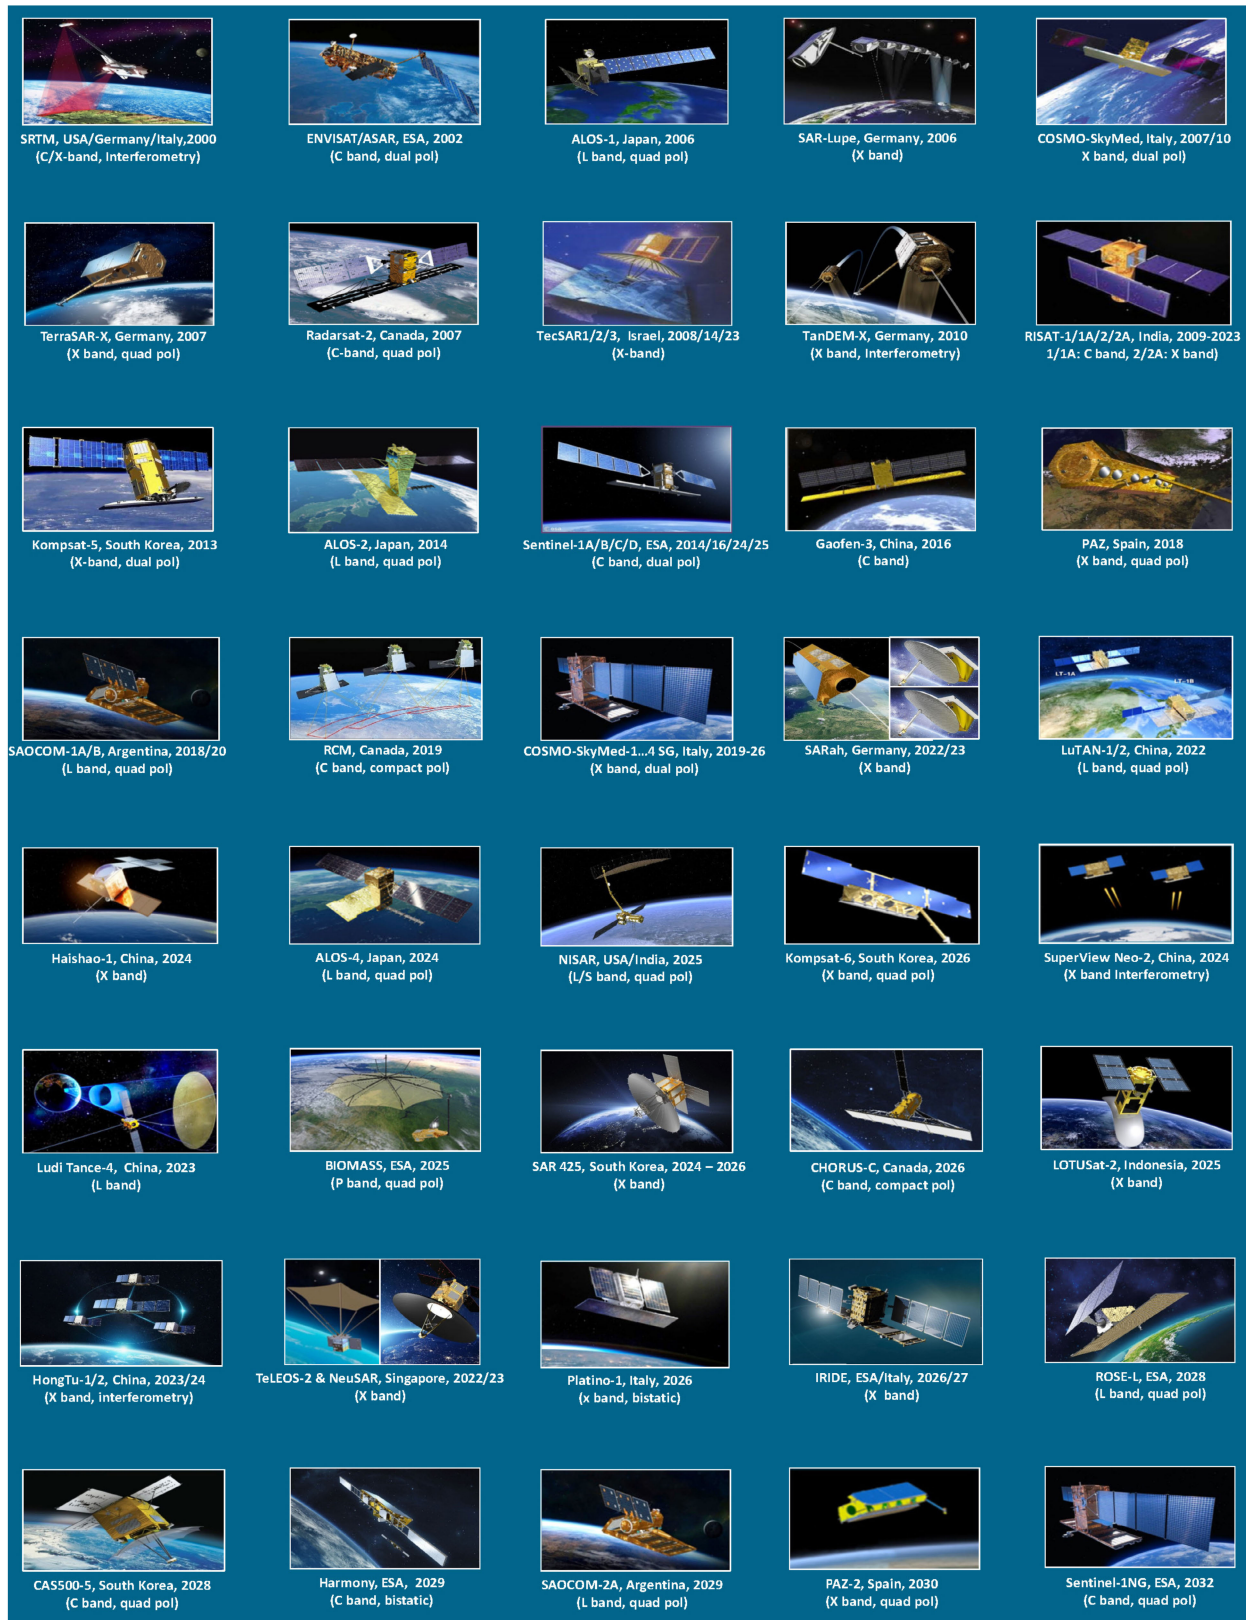 SRTM, USA/Germany/Italy,2000
(C/X-band, Interferometry)
ENVISAT/ASAR, ESA, 2002
(C band, dual pol)
ALOS-1, Japan, 2006
(L band, quad pol)
SAR-Lupe, Germany, 2006
(X band)
COSMO-SkyMed, Italy, 2007/10
X band, dual pol)
TerraSAR-X, Germany, 2007
(X band, quad pol)
Radarsat-2, Canada, 2007
(C-band, quad pol)
TecSAR1/2/3, Israel, 2008/14/23
(X-band)
TanDEM-X, Germany, 2010
(X band, Interferometry)
RISAT-1/1A/2/2A, India, 2009-2023
1/1A: C band, 2/2A: X band)
Kompsat-5, South Korea, 2013
(X-band, dual pol)
ALOS-2, Japan, 2014
(L band, quad pol)
Sentinel-1A/B/C/D, ESA, 2014/16/24/25
(C band, dual pol)
Gaofen-3, China, 2016
(C band)
PAZ, Spain, 2018
(X band, quad pol)
SAOCOM-1A/B, Argentina, 2018/20
(L band, quad pol)
RCM, Canada, 2019
(C band, compact pol)
COSMO-SkyMed-1...4 SG, Italy, 2019-26
(X band, dual pol)
SARah, Germany, 2022/23
(X band)
LT-1A
LT-1B
LuTAN-1/2, China, 2022
(L band, quad pol)
Haishao-1, China, 2024
(X band)
ALOS-4, Japan, 2024
(L band, quad pol)
NISAR, USA/India, 2025
(L/S band, quad pol)
Kompsat-6, South Korea, 2026
(X band, quad pol)
SuperView Neo-2, China, 2024
(X band Interferometry)
Ludi Tance-4, China, 2023
(L band)
BIOMASS, ESA, 2025
(P band, quad pol)
SAR 425, South Korea, 2024 – 2026
(X band)
CHORUS-C, Canada, 2026
(C band, compact pol)
LOTUSat-2, Indonesia, 2025
(X band)
HongTu-1/2, China, 2023/24
(X band, interferometry)
TeLEOS-2 & NeuSAR, Singapore, 2022/23
(X band)
Platino-1, Italy, 2026
(x band, bistatic)
IRIDE, ESA/Italy, 2026/27
(X band)
ROSE-L, ESA, 2028
(L band, quad pol)
CAS500-5, South Korea, 2028
(C band, quad pol)
Harmony, ESA, 2029
(C band, bistatic)
SAOCOM-2A, Argentina, 2029
(L band, quad pol)
PAZ-2, Spain, 2030
(X band, quad pol)
Sentinel-1NG, ESA, 2032
(C band, quad pol)